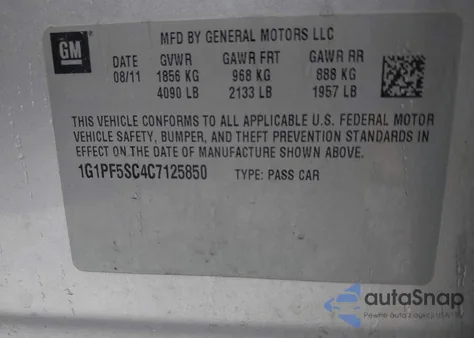 GM
MFD BY GENERAL MOTORS LLC
DATE GVWR GAWR FRT GAWR RR
08/11 1856 KG 968 KG 888 KG
4090 LB 2133 LB 1957 LB
THIS VEHICLE CONFORMS TO ALL APPLICABLE U.S. FEDERAL MOTOR
VEHICLE SAFETY, BUMPER, AND THEFT PREVENTION STANDARDS IN
EFFECT ON THE DATE OF MANUFACTURE SHOWN ABOVE.
1G1PF5SC4C7125850 TYPE: PASS CAR
autoSnap